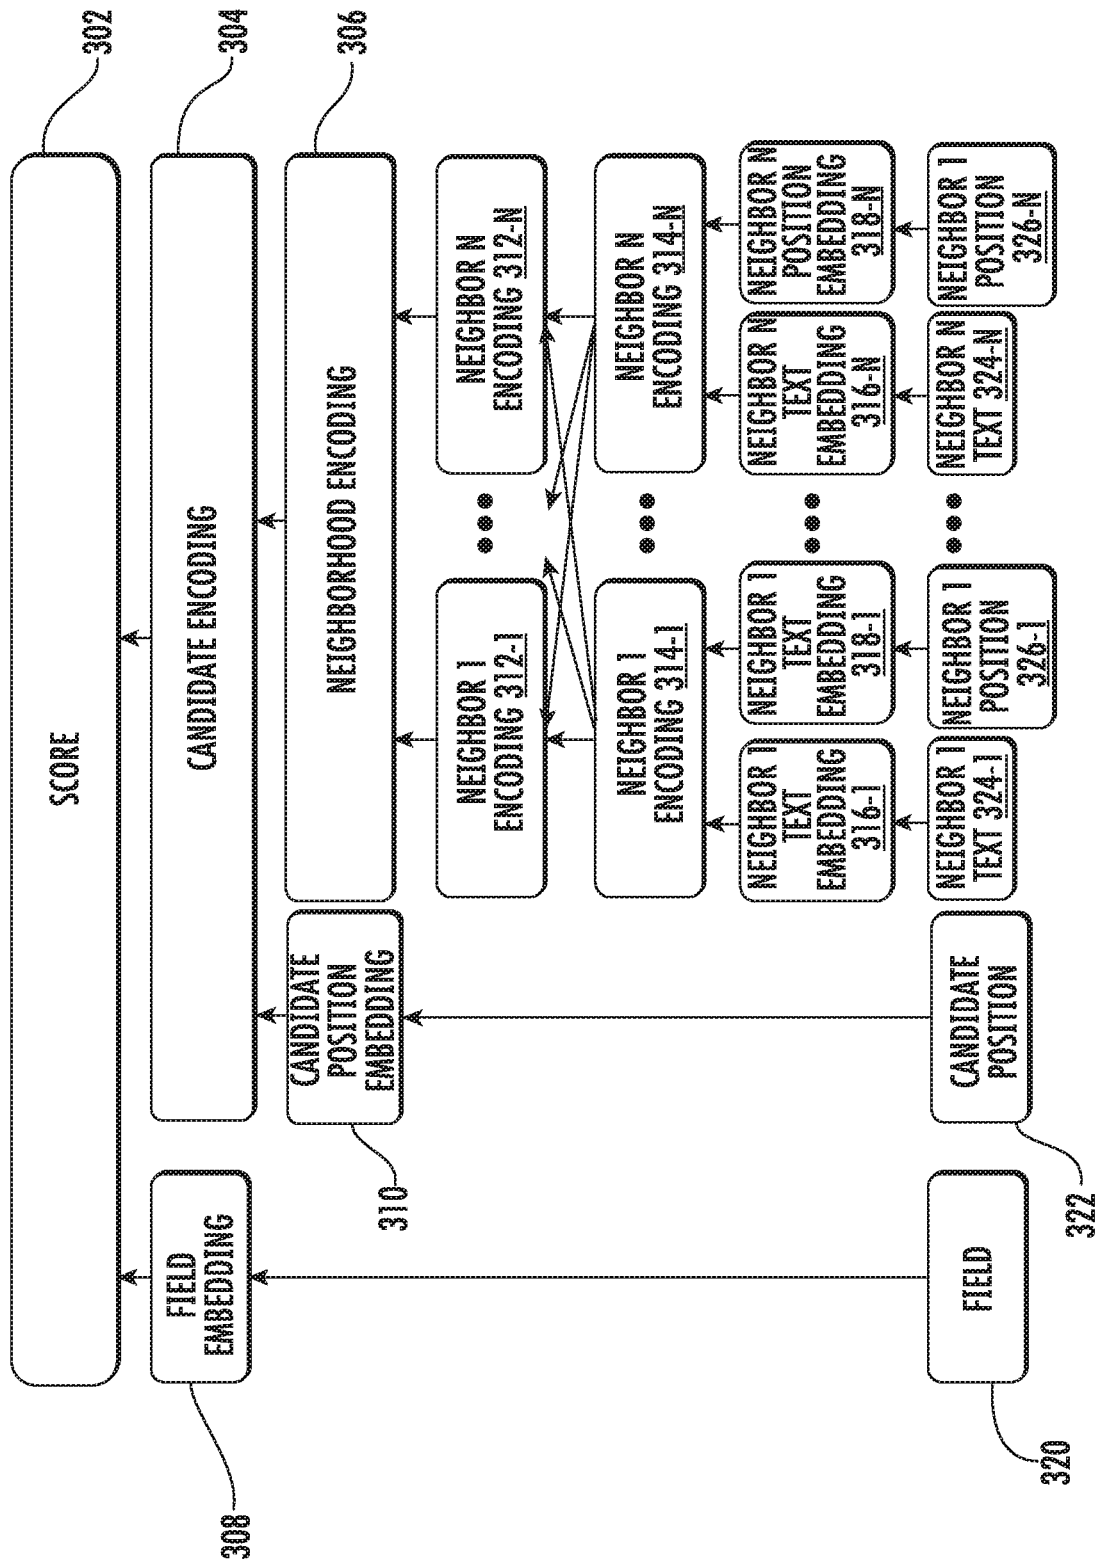 302
SCORE
304
CANDIDATE ENCODING
308
FIELD
EMBEDDING
306
NEIGHBORHOOD ENCODING
310
CANDIDATE
POSITION
EMBEDDING
NEIGHBOR 1
ENCODING 312-1
NEIGHBOR N
ENCODING 312-N
NEIGHBOR 1
ENCODING 314-1
NEIGHBOR N
ENCODING 314-N
NEIGHBOR 1
TEXT
EMBEDDING
316-1
NEIGHBOR 1
TEXT
EMBEDDING
318-1
NEIGHBOR N
TEXT
EMBEDDING
316-N
NEIGHBOR N
POSITION
EMBEDDING
318-N
320
FIELD
322
CANDIDATE
POSITION
NEIGHBOR 1
TEXT 324-1
NEIGHBOR 1
POSITION
326-1
NEIGHBOR N
TEXT 324-N
NEIGHBOR 1
POSITION
326-N